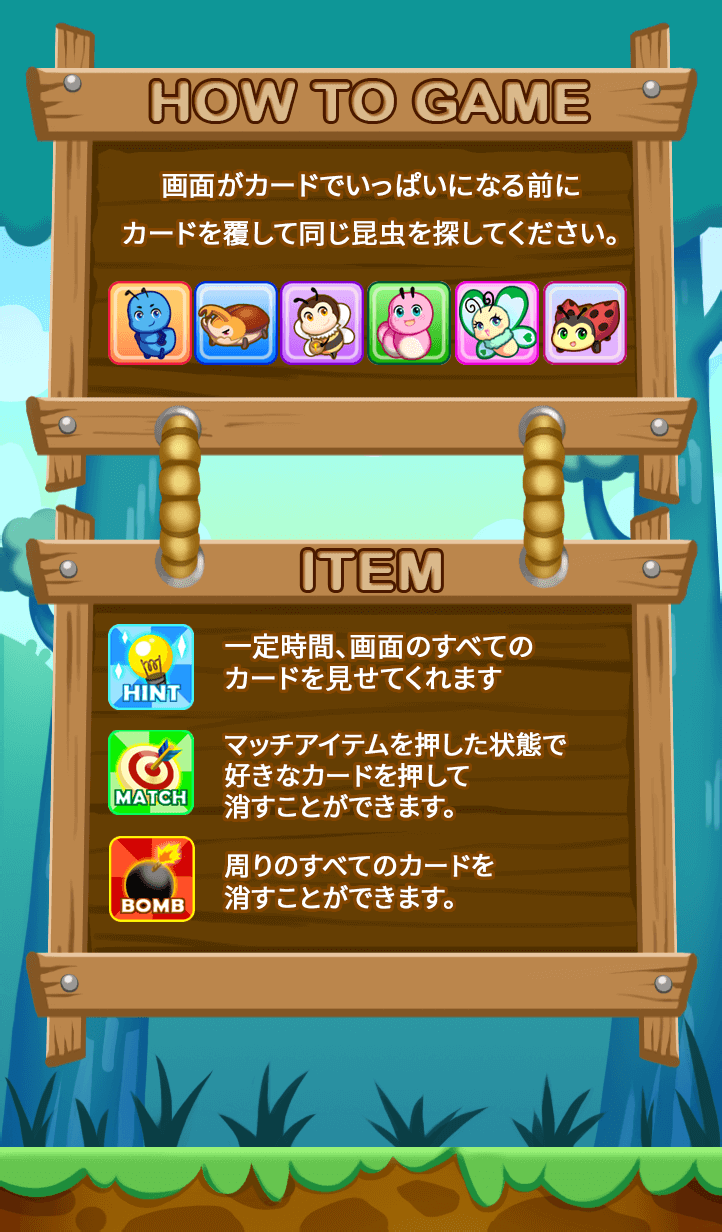 HOW TO GAME
画面がカードでいっぱいになる前に
カードを覆して同じ昆虫を探してください。
ITEM
HINT
一定時間、画面のすべての
カードを見せてくれます
MATCH
マッチアイテムを押した状態で
好きなカードを押して
消すことができます。
BOMB
周りのすべてのカードを
消すことができます。